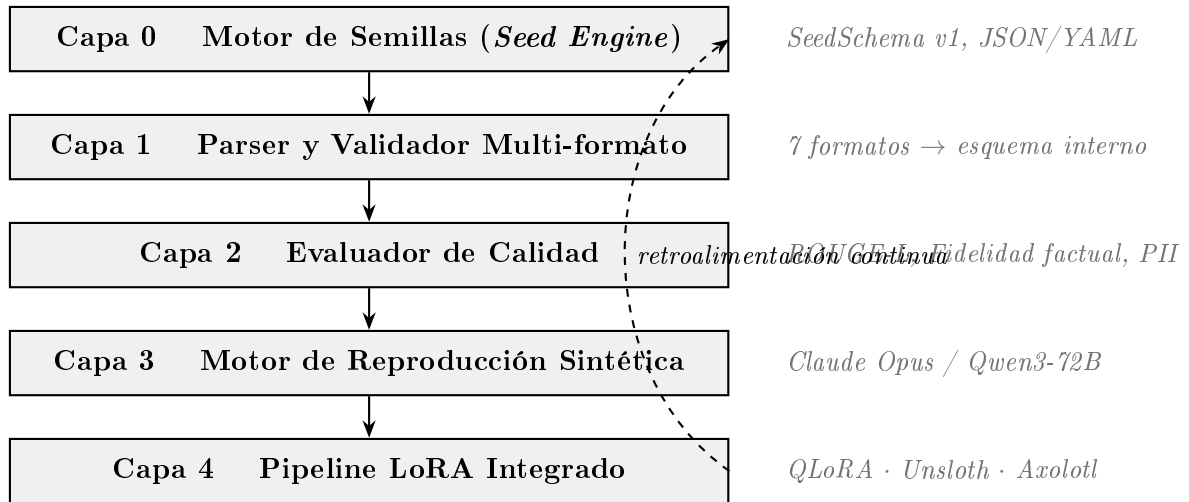 Capa 0 Motor de Semillas (Seed Engine) SeedSchema v1, JSON/YAML
Capa 1 Parser y Validador Multi-formato 7 formatos → esquema interno
Capa 2 Evaluador de Calidad ROUGE-L, Fidelidad factual, PII
retroalimentación continua
Capa 3 Motor de Reproducción Sintética Claude Opus / Qwen3-72B
Capa 4 Pipeline LoRA Integrado QLoRA · Unsloth · Axolotl